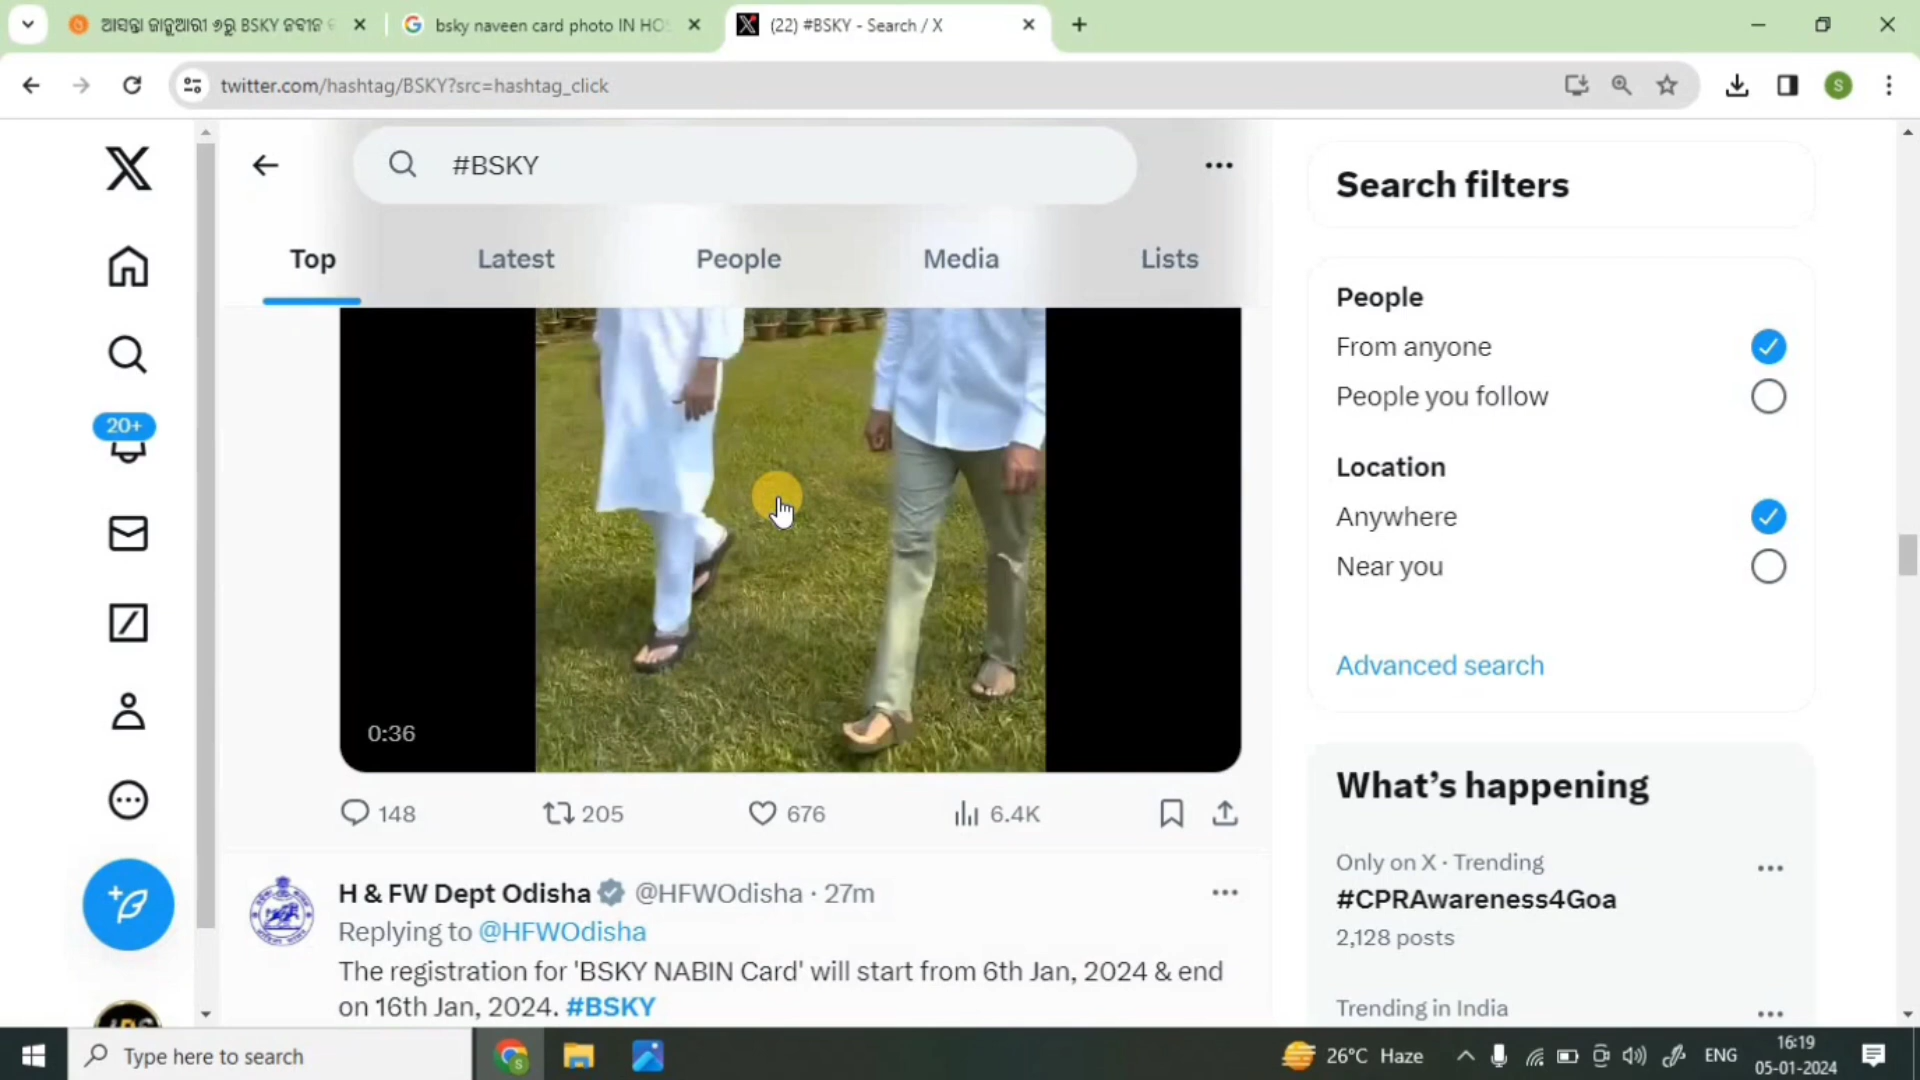 ଆସନ୍ତା ଜାନୁଆରୀ ୬ରୁ BSKY ନବୀନ
bsky naveen card photo IN HO
(22) #BSKY - Search / X
twitter.com/hashtag/BSKY?src=hashtag_click
S
#BSKY
Top
Latest
People
Media
Lists
20+
0:36
148
205
676
6.4K
H & FW Dept Odisha @HFWOdisha · 27m
Replying to @HFWOdisha
The registration for 'BSKY NABIN Card' will start from 6th Jan, 2024 & end
on 16th Jan, 2024. #BSKY
Search filters
People
From anyone
People you follow
Location
Anywhere
Near you
Advanced search
What's happening
Only on X · Trending
#CPRAwareness4Goa
2,128 posts
Trending in India
Type here to search
26°C Haze
ENG
16:19
05-01-2024